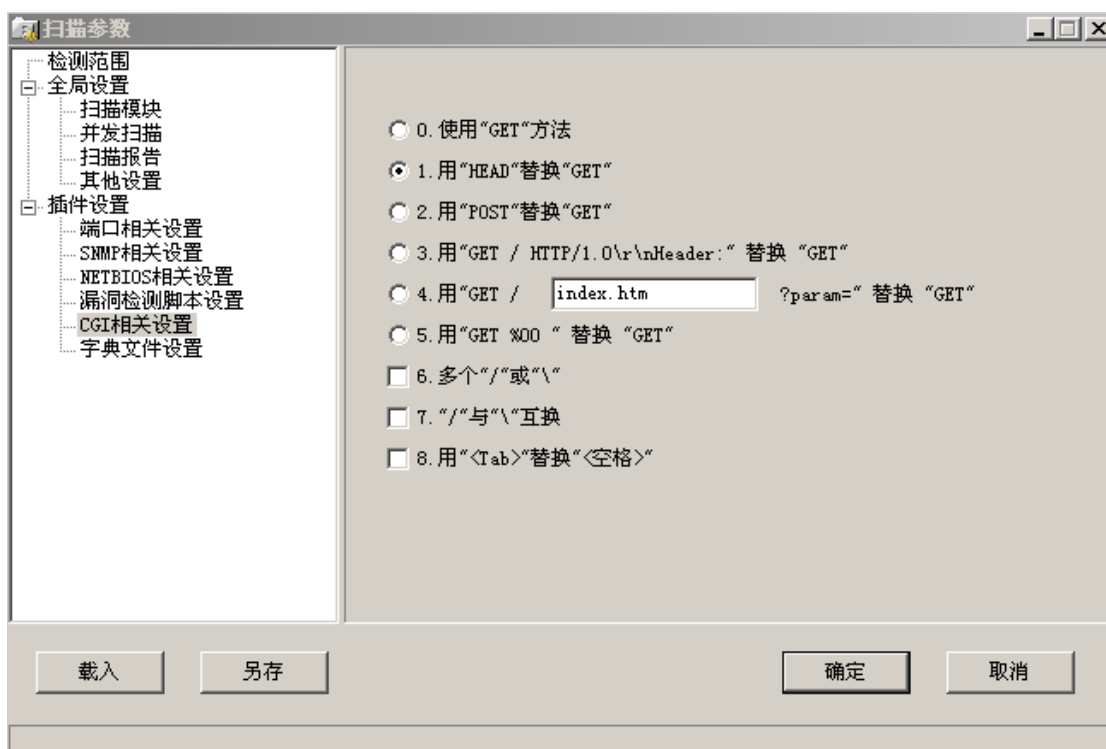 扫描参数
检测范围
全局设置
扫描模块
并发扫描
扫描报告
其他设置
插件设置
端口相关设置
SNMP相关设置
NETBIOS相关设置
漏洞检测脚本设置
CGI相关设置
字典文件设置
0.使用"GET"方法
1.用"HEAD"替换"GET"
2.用"POST"替换"GET"
3.用"GET / HTTP/1.0\r\nHeader:" 替换 "GET"
4.用"GET / index.htm ?param=" 替换 "GET"
5.用"GET %00 " 替换 "GET"
6.多个"/"或"\"
7."/"与"\"互换
8.用"<Tab>"替换"<空格>"
载入 另存 确定 取消